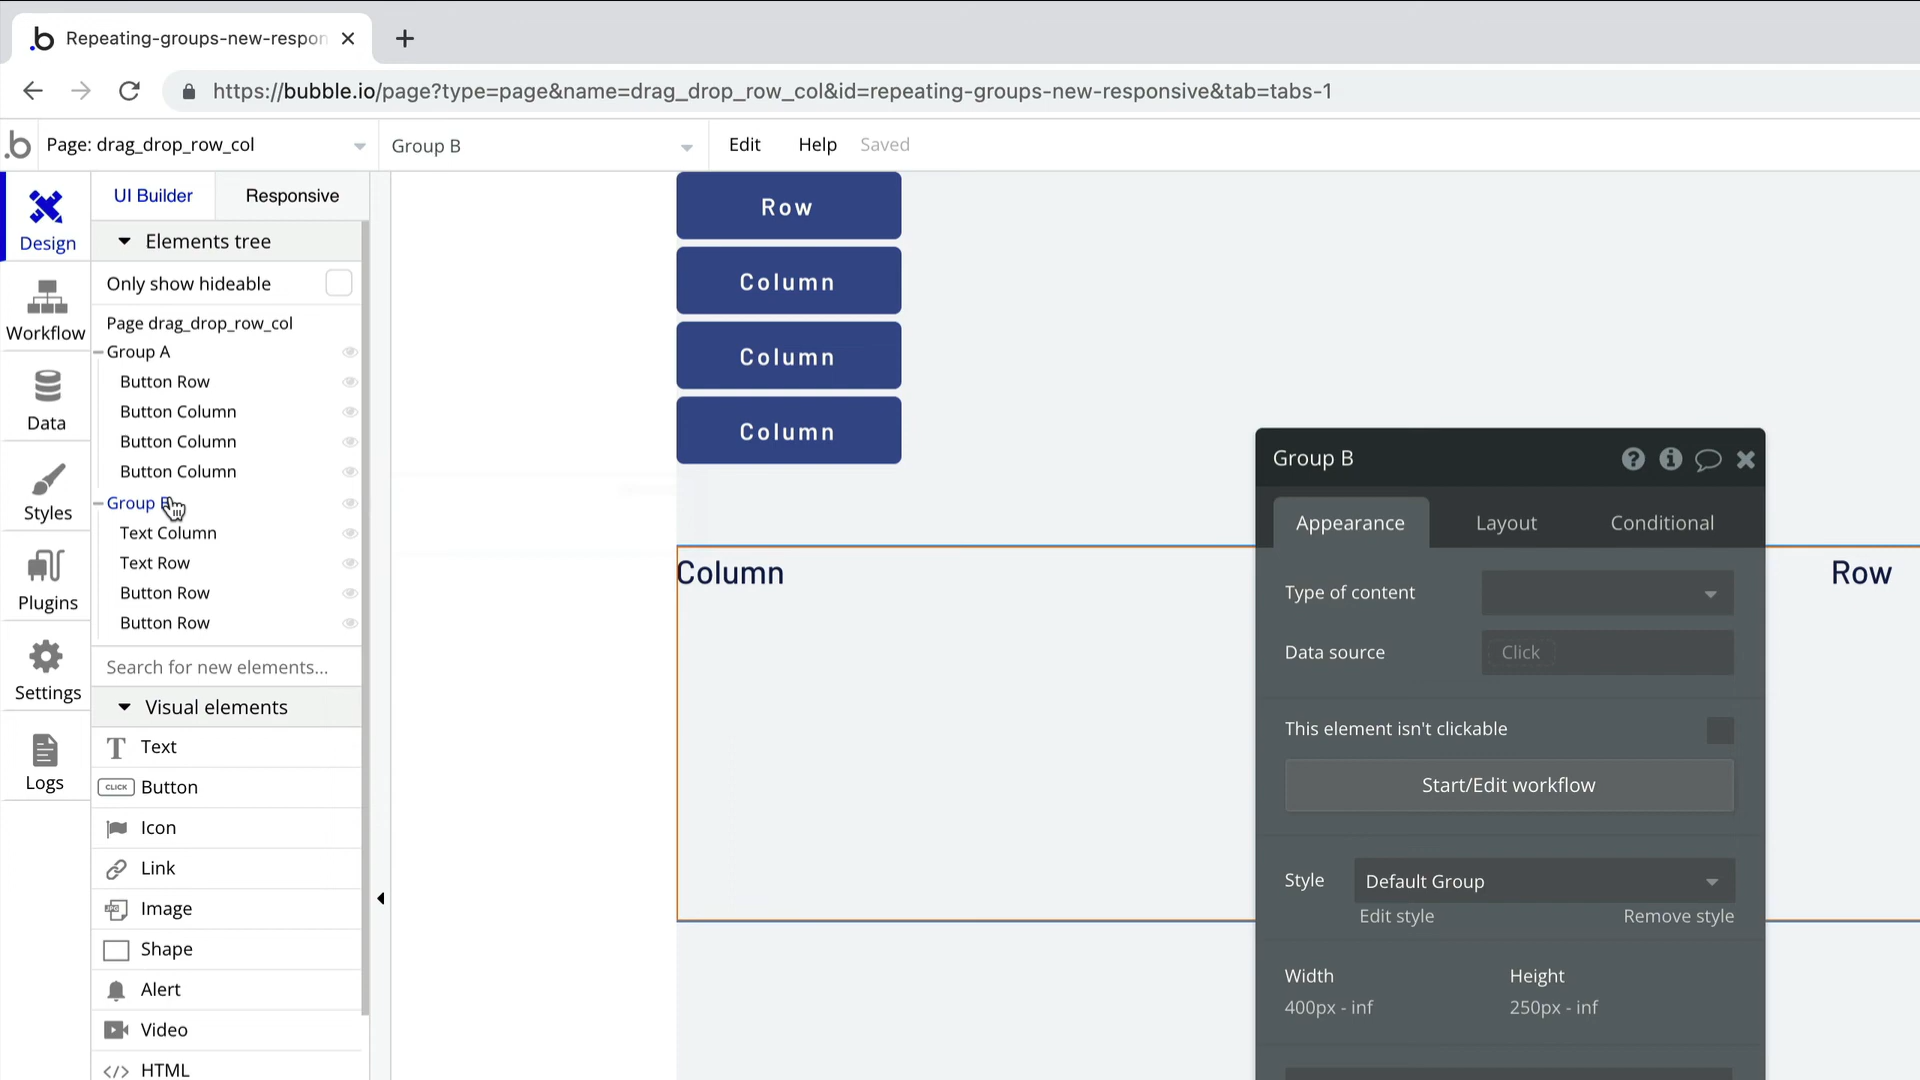 Repeating-groups-new-respon
https://bubble.io/page?type=page&name=drag_drop_row_col&id=repeating-groups-new-responsive&tab=tabs-1
Page: drag_drop_row_col
Group B
Edit
Help
Saved
Design
Workflow
Data
Styles
Plugins
Settings
Logs
UI Builder
Responsive
Elements tree
Only show hideable
Page drag_drop_row_col
Group A
Button Row
Button Column
Button Column
Button Column
Group B
Text Column
Text Row
Button Row
Button Row
Search for new elements...
Visual elements
Text
CLICK
Button
Icon
Link
Image
Shape
Alert
Video
HTML
Row
Column
Column
Column
Column
Row
Group B
Appearance
Layout
Conditional
Type of content
Data source
Click
This element isn't clickable
Start/Edit workflow
Style
Default Group
Edit style
Remove style
Width
Height
400px - inf
250px - inf